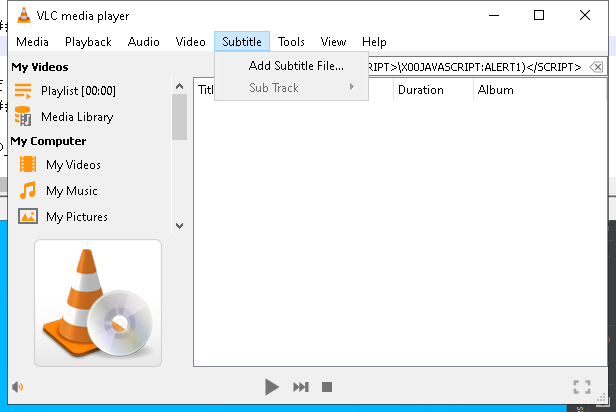 VLC media player
Media Playback Audio Video Subtitle Tools View Help
My Videos
RIPT>\X00JAVASCRIPT:ALERT1)</SCRIPT>
Add Subtitle File...
Playlist [00:00]
Sub Track
Duration Album
Media Library
My Computer
My Videos
My Music
My Pictures